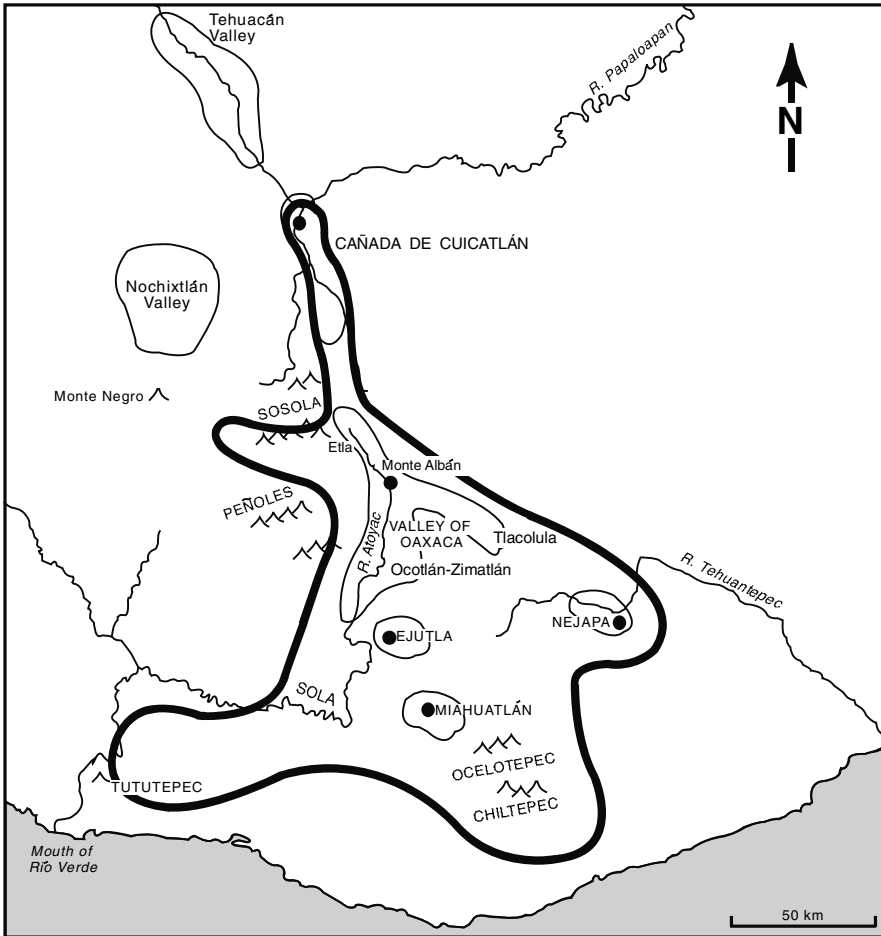 Tehuacán
Valley
R. Papaloapan
N
CAÑADA DE CUICATLÁN
Nochixtlán
Valley
Monte Negro
SOSOLA
Etla
Monte Albán
PEÑOLES
R. Atoyac
VALLEY OF
OAXACA
Tlacolula
Ocotlán-Zimatlán
R. Tehuantepec
NEJAPA
EJUTLA
SOLA
MIAHUATLÁN
OCELOTEPEC
TUTUTEPEC
CHILTEPEC
Mouth of
Río Verde
50 km